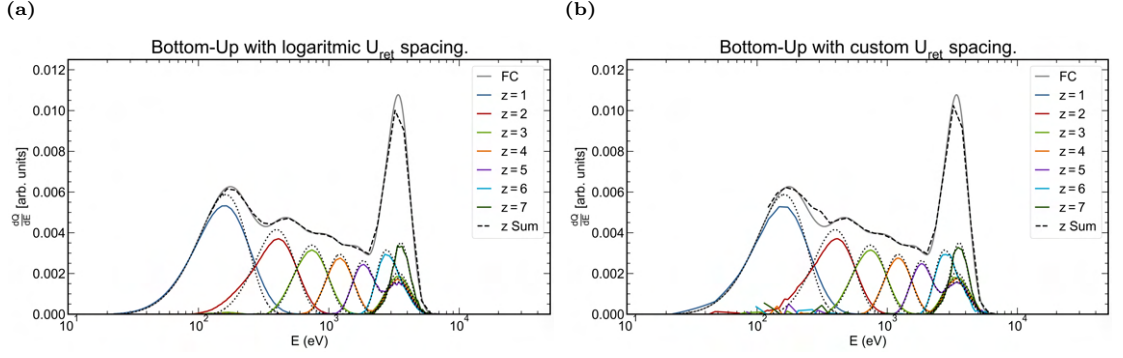 (a)
Bottom-Up with logaritmic U_ret spacing.
0.012
0.010
0.008
0.006
0.004
0.002
0.000
dQ/dE [arb. units]
10^1
10^2
10^3
10^4
E (eV)
FC
z = 1
z = 2
z = 3
z = 4
z = 5
z = 6
z = 7
z Sum
(b)
Bottom-Up with custom U_ret spacing.
0.012
0.010
0.008
0.006
0.004
0.002
0.000
dQ/dE [arb. units]
10^1
10^2
10^3
10^4
E (eV)
FC
z = 1
z = 2
z = 3
z = 4
z = 5
z = 6
z = 7
z Sum